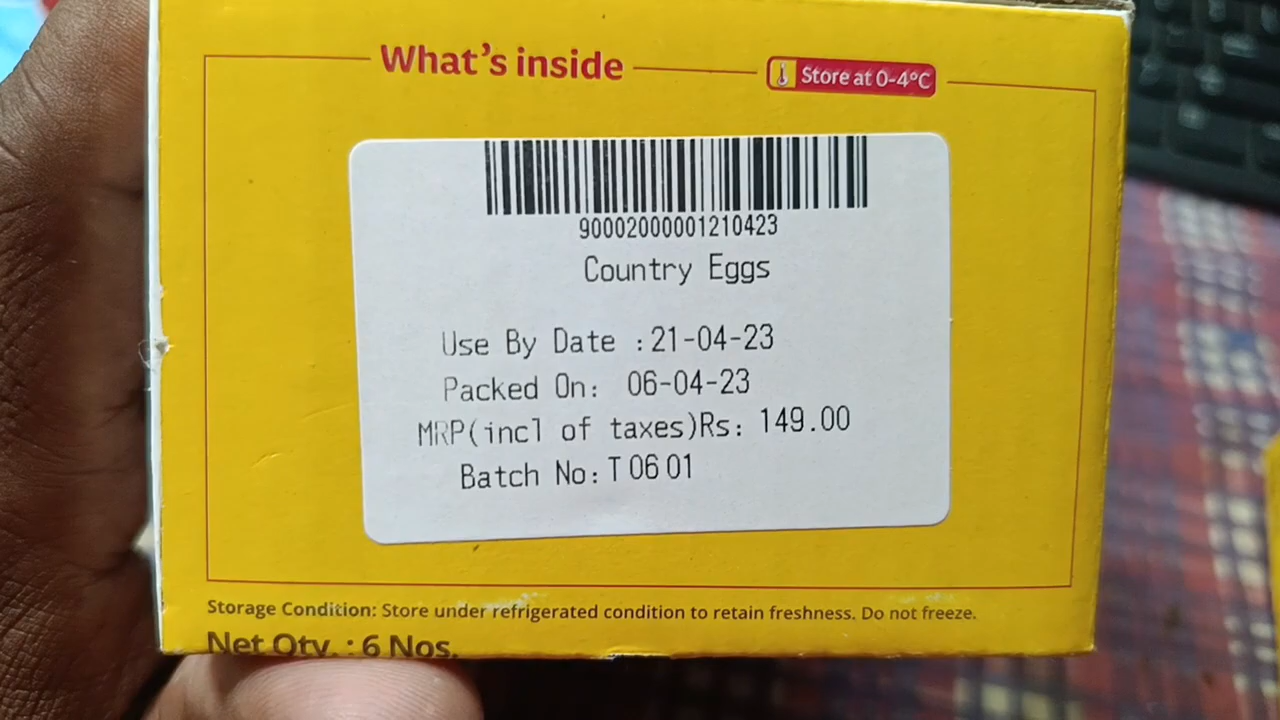 What's inside
Store at 0-4°C
90002000001210423
Country Eggs
Use By Date :21-04-23
Packed On: 06-04-23
MRP(incl of taxes)Rs: 149.00
Batch No: T 06 01
Storage Condition: Store under refrigerated condition to retain freshness. Do not freeze.
Net Qty. : 6 Nos.